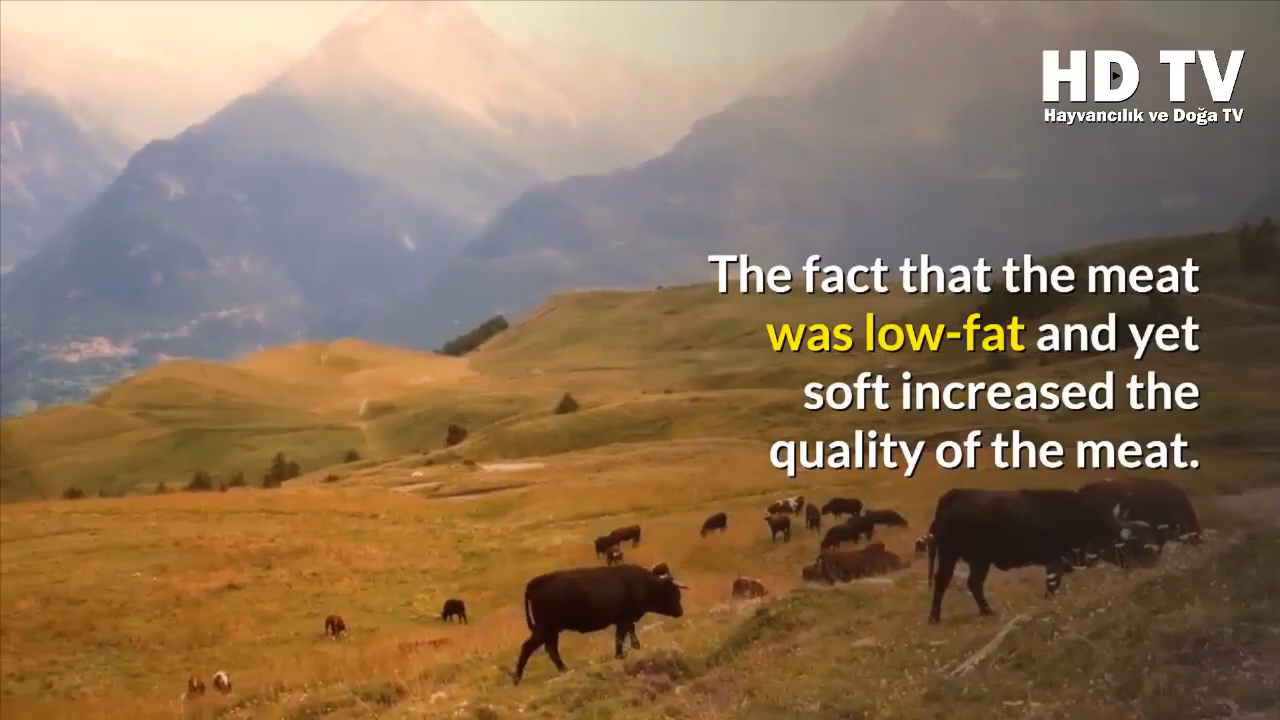 HD TV
Hayvancılık ve Doğa TV
The fact that the meat
was low-fat and yet
soft increased the
quality of the meat.